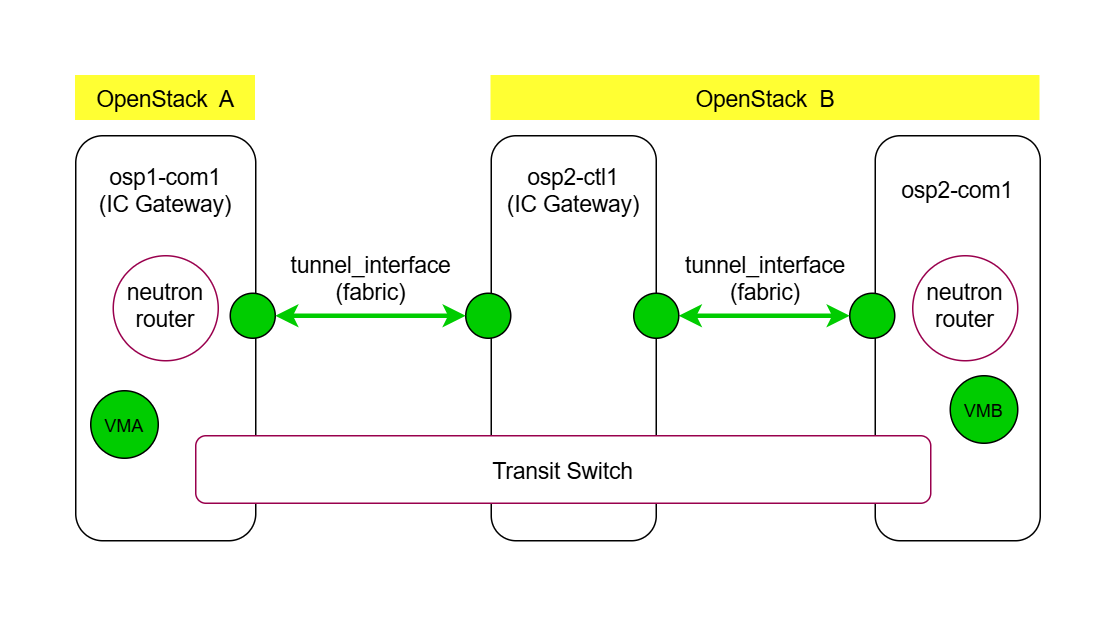 OpenStack A
OpenStack B
osp1-com1
(IC Gateway)
osp2-ctl1
(IC Gateway)
osp2-com1
tunnel_interface
(fabric)
tunnel_interface
(fabric)
neutron
router
neutron
router
VMA
VMB
Transit Switch